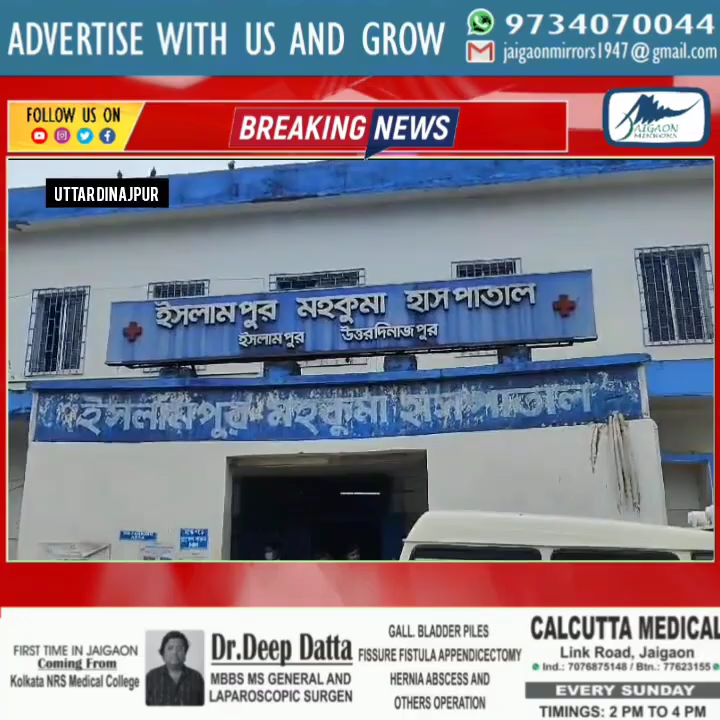 ADVERTISE WITH US AND GROW
9734070044
jaigaonmirrors1947@gmail.com
FOLLOW US ON
BREAKING NEWS
JAIGAON
MIRRORS
UTTAR DINAJPUR
ইসলামপুর মহকুমা হাসপাতাল
ইসলামপুর উত্তরদিনাজপুর
ইসলামপুর মহকুমা হাসপাতাল
FIRST TIME IN JAIGAON
Coming From
Kolkata NRS Medical College
Dr.Deep Datta
MBBS MS GENERAL AND
LAPAROSCOPIC SURGEN
GALL. BLADDER PILES
FISSURE FISTULA APPENDICECTOMY
HERNIA ABSCESS AND
OTHERS OPERATION
CALCUTTA MEDICAL
Link Road, Jaigaon
Ind.: 7076875148 / Btn.: 77623155
EVERY SUNDAY
TIMINGS: 2 PM TO 4 PM